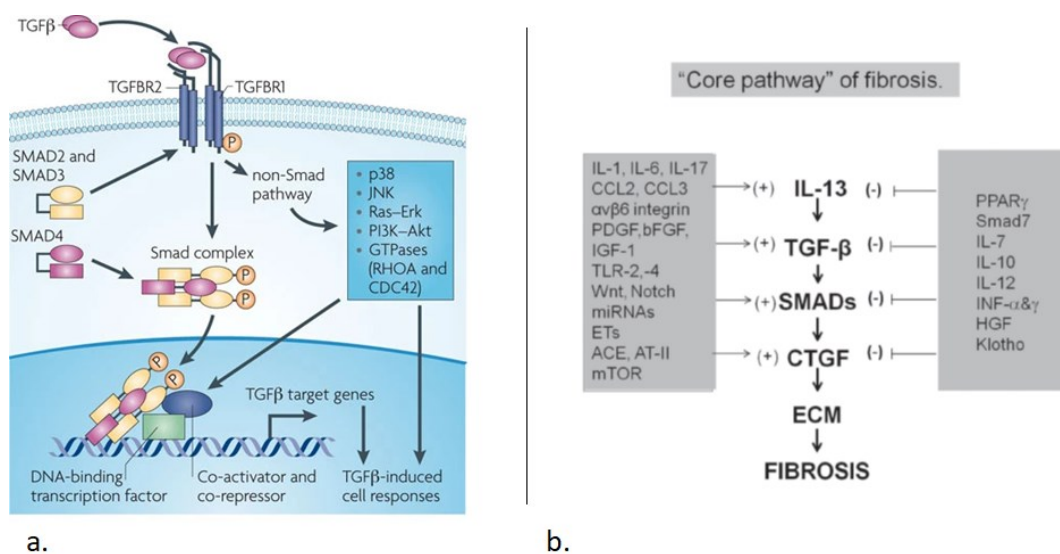 TGFβ
TGFBR2
TGFBR1
P
SMAD2 and
SMAD3
non-Smad
pathway
• p38
• JNK
• Ras–Erk
• PI3K–Akt
• GTPases
(RHOA and
CDC42)
SMAD4
Smad complex
P
P
P
P
TGFβ target genes
DNA-binding
transcription factor
Co-activator and
co-repressor
TGFβ-induced
cell responses
a.
“Core pathway” of fibrosis.
IL-1, IL-6, IL-17
CCL2, CCL3
αvβ6 integrin
PDGF,bFGF,
IGF-1
TLR-2,-4
Wnt, Notch
miRNAs
ETs
ACE, AT-II
mTOR
(+) IL-13 (-)
(+) TGF-β (-)
(+) SMADs (-)
(+) CTGF (-)
ECM
FIBROSIS
PPARγ
Smad7
IL-7
IL-10
IL-12
INF-α&γ
HGF
Klotho
b.